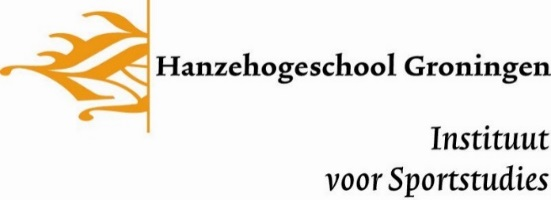 Hanzehogeschool Groningen
Instituut
voor Sportstudies